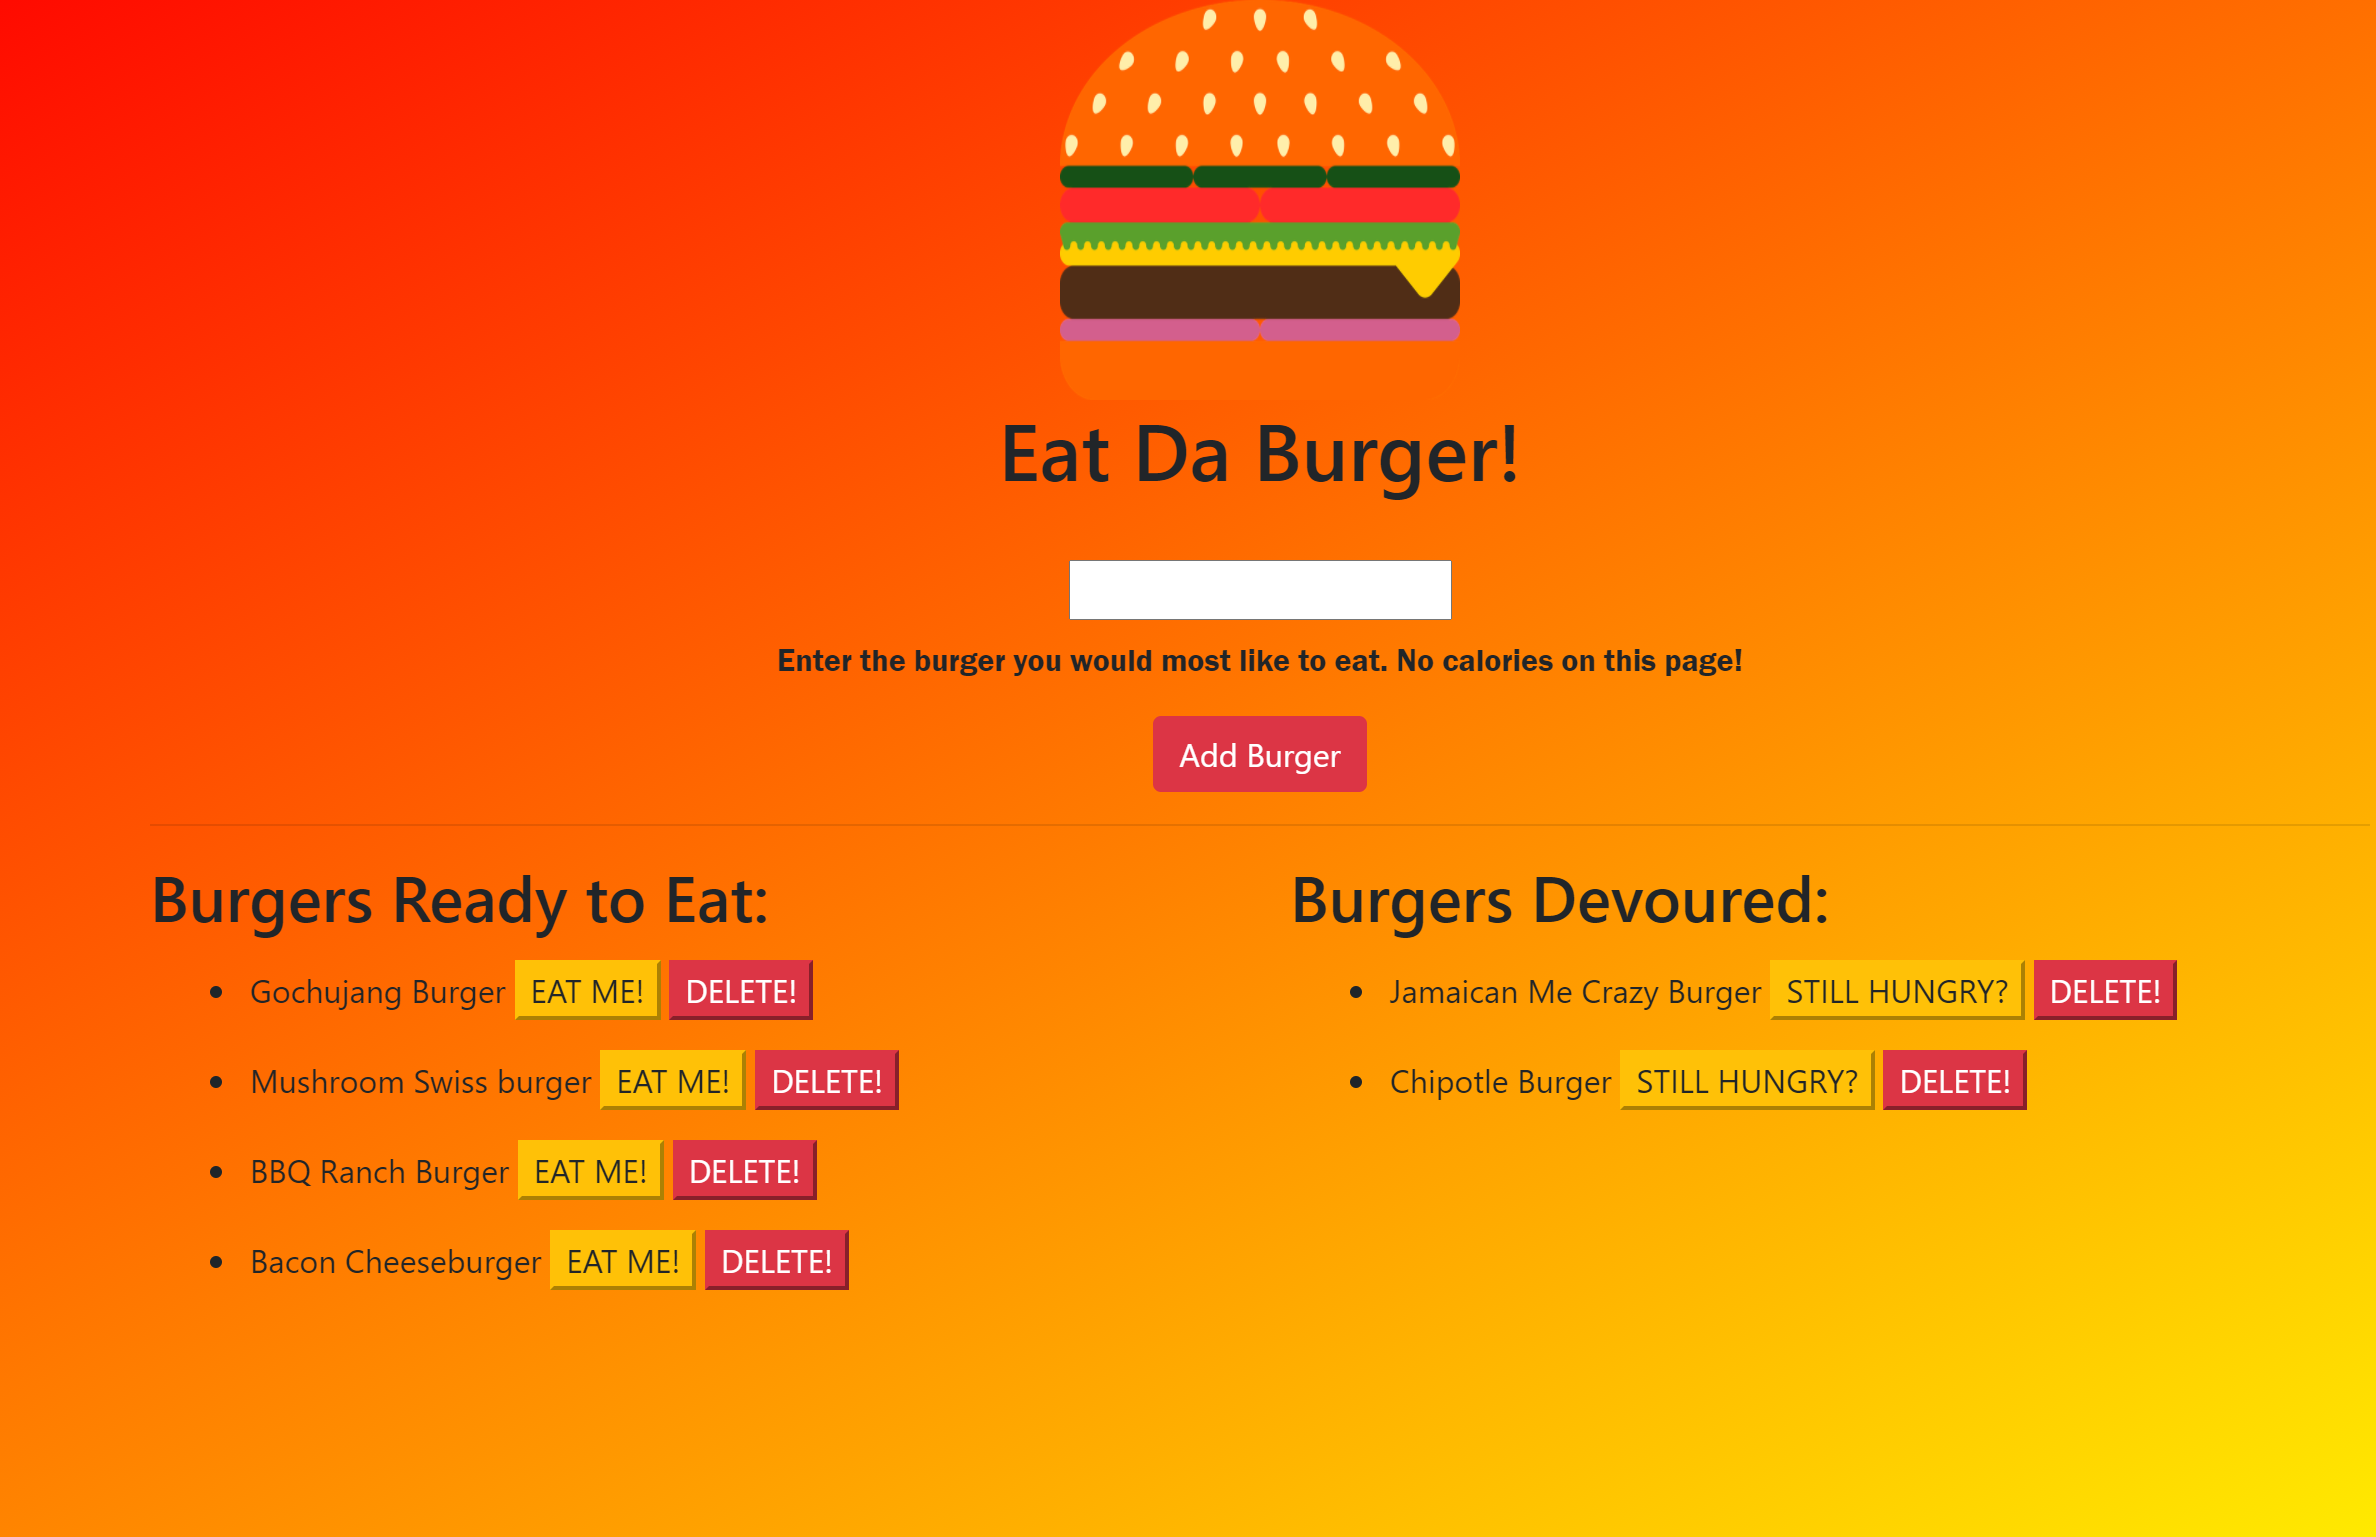 Eat Da Burger!
Enter the burger you would most like to eat. No calories on this page!
Add Burger
Burgers Ready to Eat:
Gochujang Burger EAT ME! DELETE!
Mushroom Swiss burger EAT ME! DELETE!
BBQ Ranch Burger EAT ME! DELETE!
Bacon Cheeseburger EAT ME! DELETE!
Burgers Devoured:
Jamaican Me Crazy Burger STILL HUNGRY? DELETE!
Chipotle Burger STILL HUNGRY? DELETE!